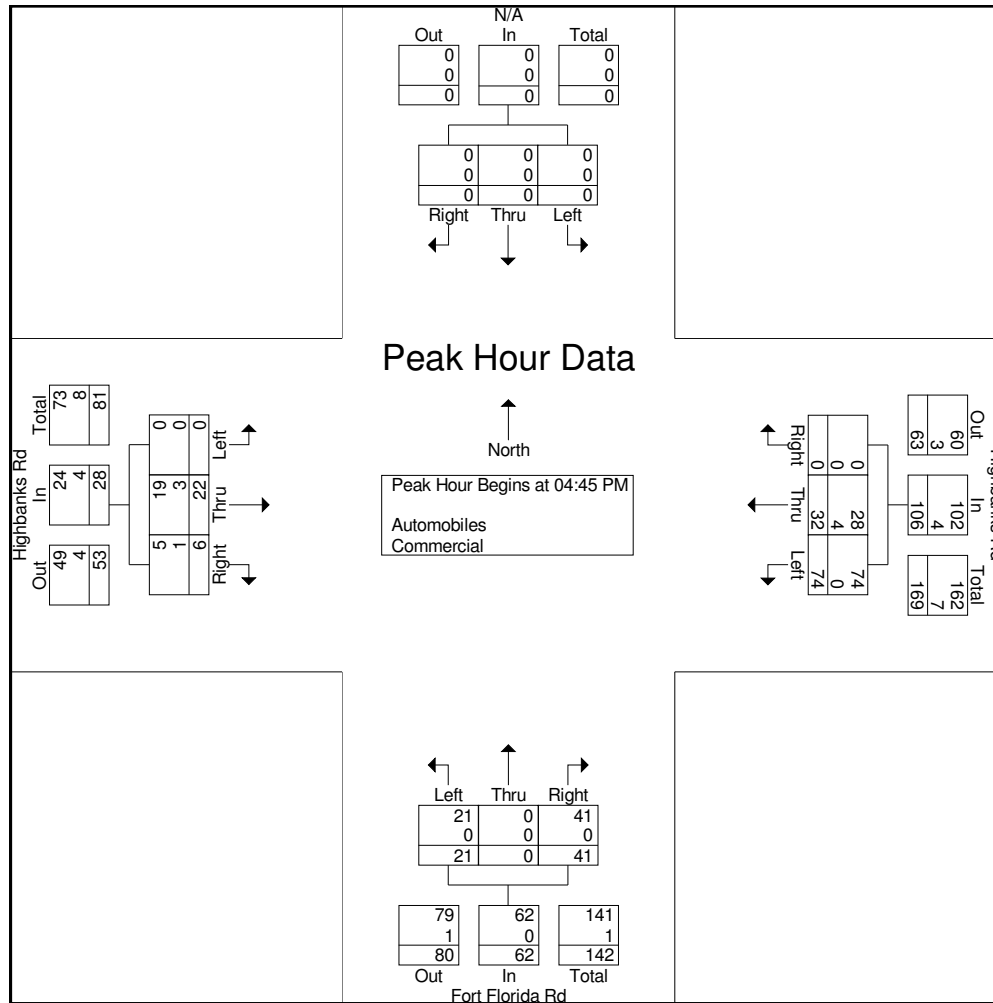 N/A
Out In Total
0 0 0
0 0 0
0 0 0
0 0 0
0 0 0
0 0 0
Right Thru Left
Peak Hour Data
North
Peak Hour Begins at 04:45 PM
Automobiles
Commercial
Highbanks Rd
Out In Total
49 24 73
4 4 8
53 28 81
Left Thru Right
0 19 5
0 3 1
0 22 6
Right Thru Left
0 28 74
0 4 0
0 32 74
Out In Total
60 102 162
3 4 7
63 106 169
Left Thru Right
21 0 41
0 0 0
21 0 41
79 62 141
1 0 1
80 62 142
Out In Total
Fort Florida Rd